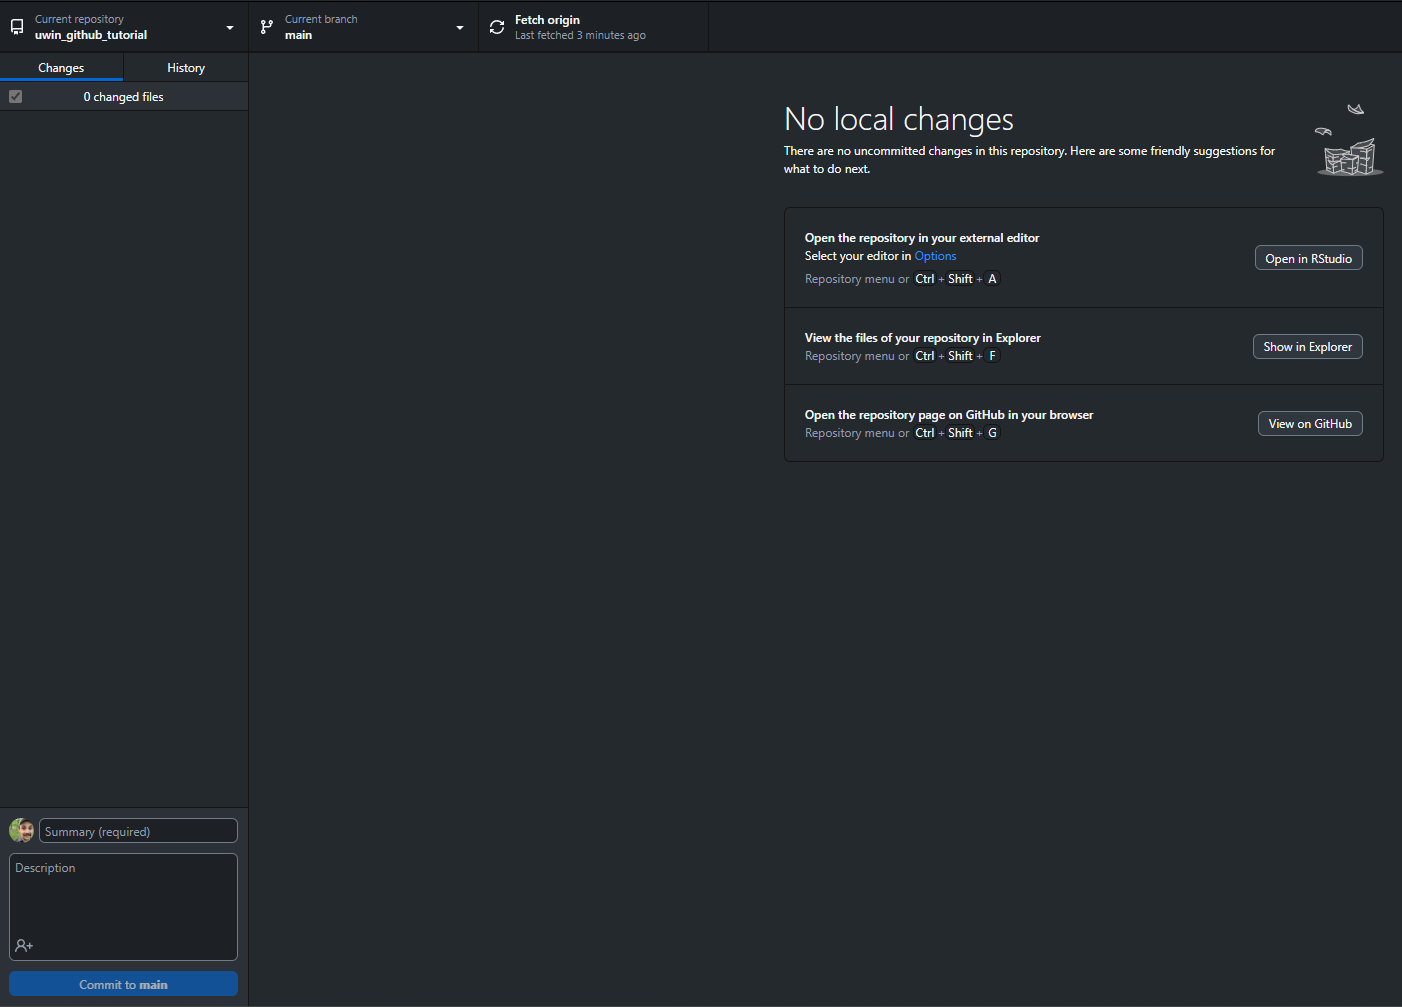 Current repository
uwin_github_tutorial
Current branch
main
Fetch origin
Last fetched 3 minutes ago
Changes
History
0 changed files
No local changes
There are no uncommitted changes in this repository. Here are some friendly suggestions for
what to do next.
Open the repository in your external editor
Select your editor in Options
Repository menu or Ctrl + Shift + A
Open in RStudio
View the files of your repository in Explorer
Repository menu or Ctrl + Shift + F
Show in Explorer
Open the repository page on GitHub in your browser
Repository menu or Ctrl + Shift + G
View on GitHub
Summary (required)
Description
Commit to main